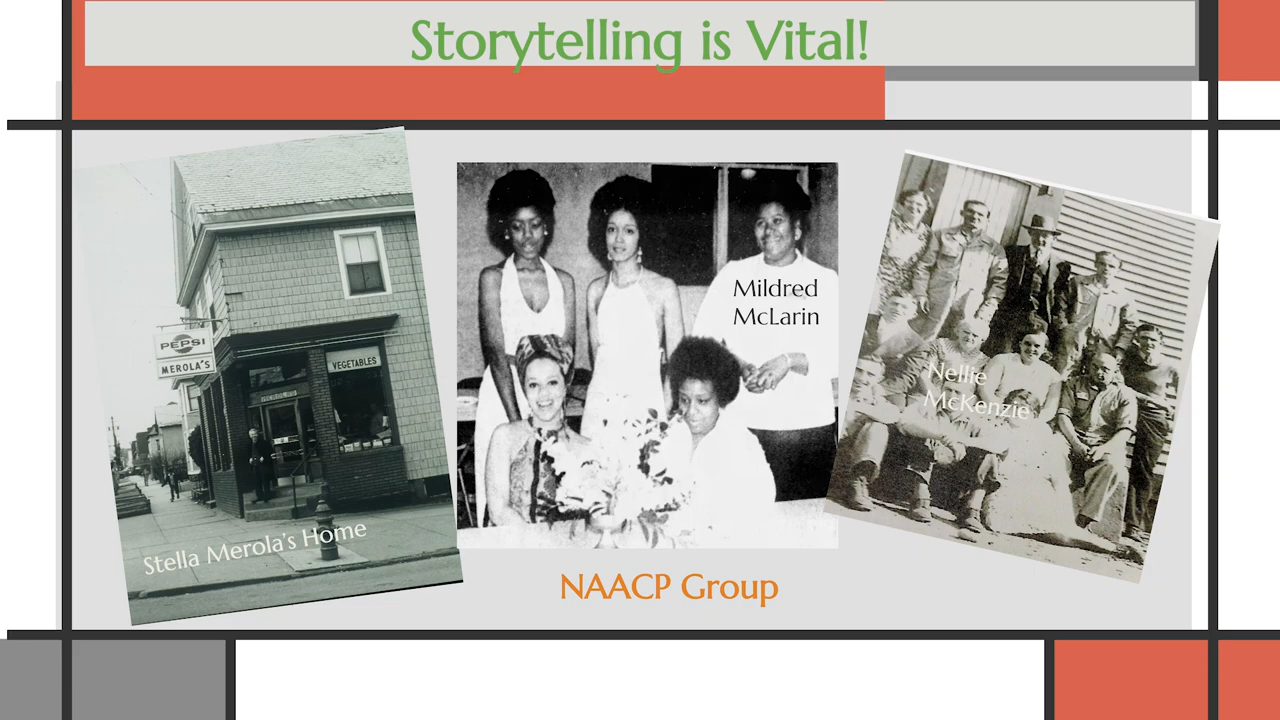 Storytelling is Vital!
PEPSI
MEROLA'S
VEGETABLES
Stella Merola's Home
Mildred
McLarin
NAACP Group
Nellie
McKenzie